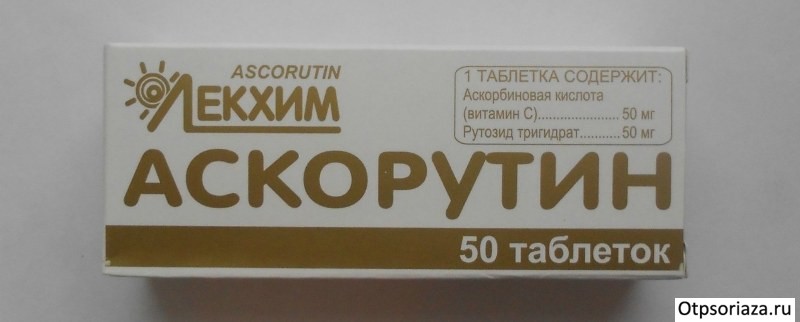 ASCORUTIN
ЛЕКХИМ
1 ТАБЛЕТКА СОДЕРЖИТ:
Аскорбиновая кислота
(витамин С)..................... 50 мг
Рутозид тригидрат........... 50 мг
АСКОРУТИН
50 таблеток
Otpsoriaza.ru